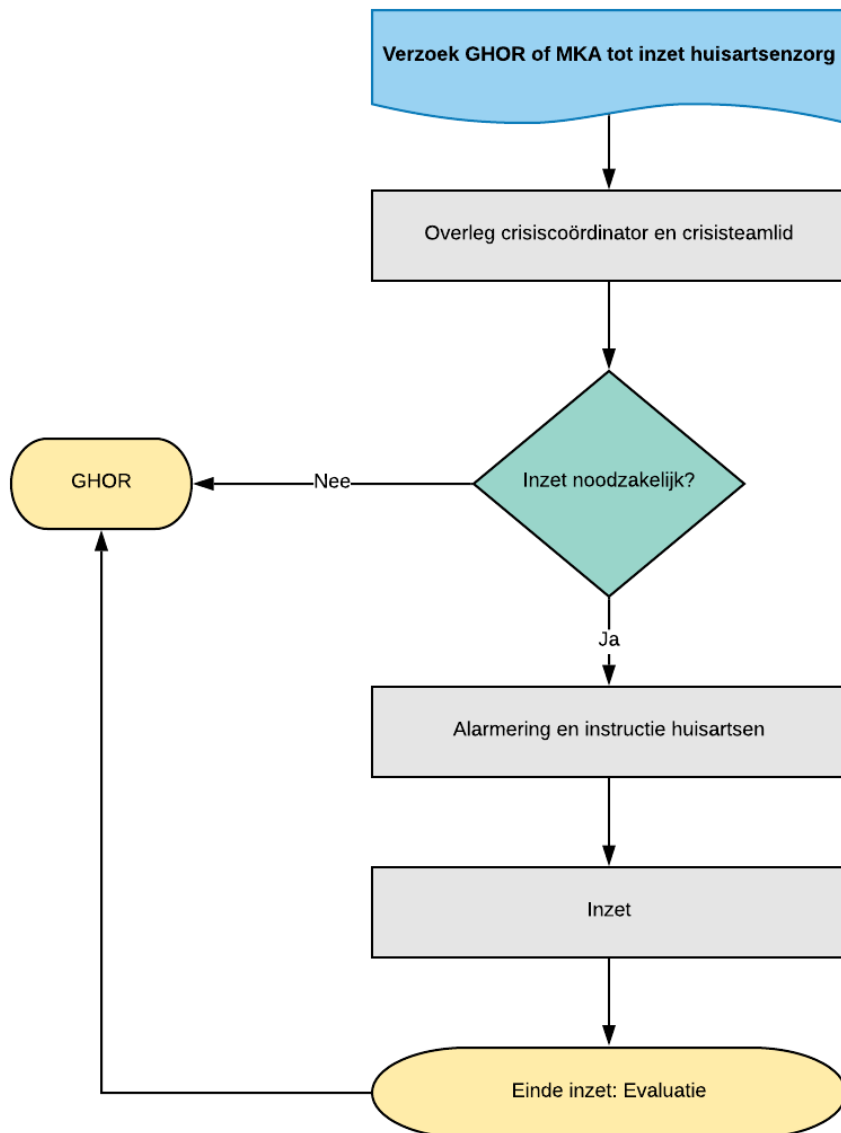 Verzoek GHOR of MKA tot inzet huisartsenzorg
Overleg crisiscoördinator en crisisteamlid
Inzet noodzakelijk?
Nee
GHOR
Ja
Alarmering en instructie huisartsen
Inzet
Einde inzet: Evaluatie